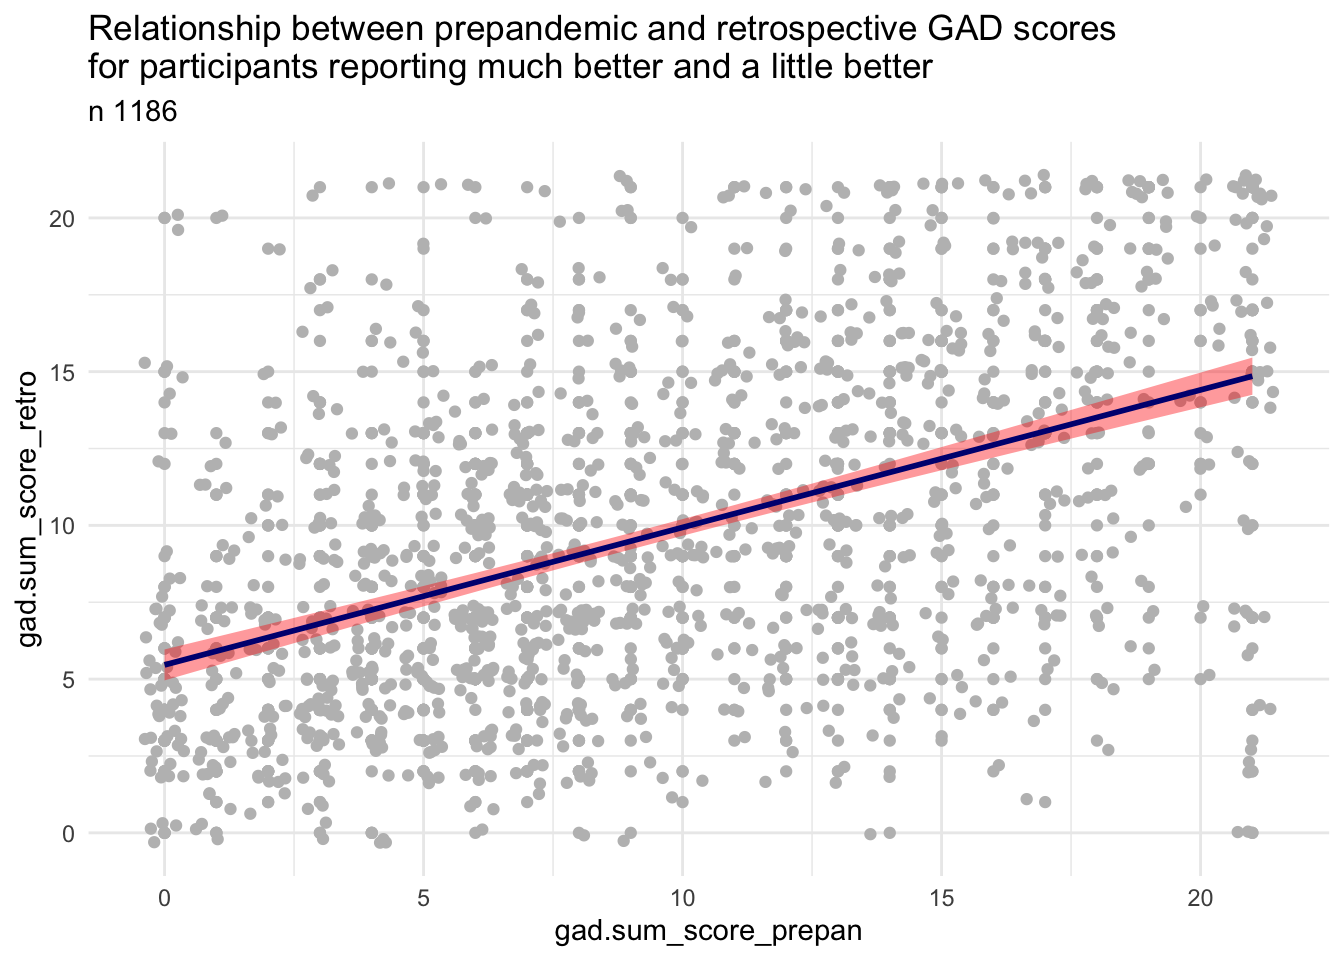 Relationship between prepandemic and retrospective GAD scores
for participants reporting much better and a little better
n 1186
20
15
10
5
0
gad.sum_score_retro
0 5 10 15 20
gad.sum_score_prepan